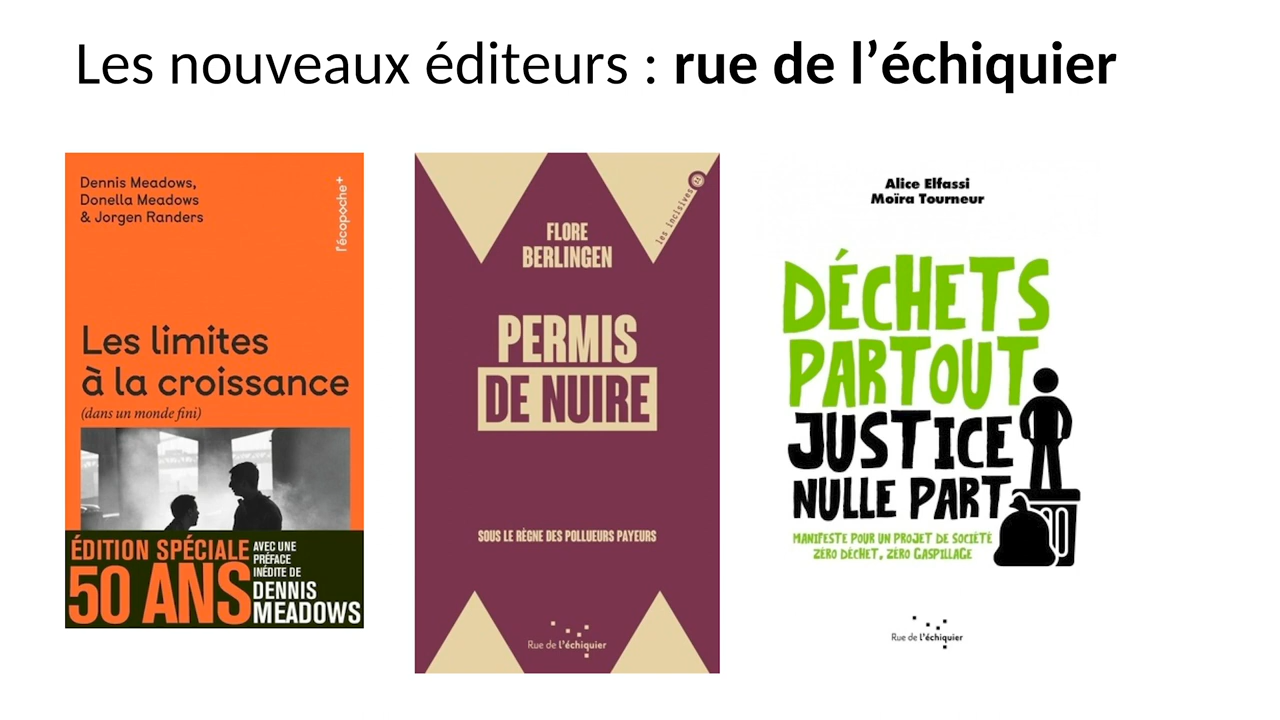 Les nouveaux éditeurs : rue de l’échiquier
Dennis Meadows,
Donella Meadows
& Jorgen Randers
l'écopoche+
Les limites
à la croissance
(dans un monde fini)
ÉDITION SPÉCIALE
50 ANS
AVEC UNE
PRÉFACE
INÉDITE DE
DENNIS
MEADOWS
les incisives
FLORE
BERLINGEN
PERMIS
DE NUIRE
SOUS LE RÈGNE DES POLLUEURS PAYEURS
Rue de l'échiquier
Alice Elfassi
Moïra Tourneur
DÉCHETS
PARTOUT
JUSTICE
NULLE PART
MANIFESTE POUR UN PROJET DE SOCIÉTÉ
ZÉRO DÉCHET, ZÉRO GASPILLAGE
Rue de l'échiquier